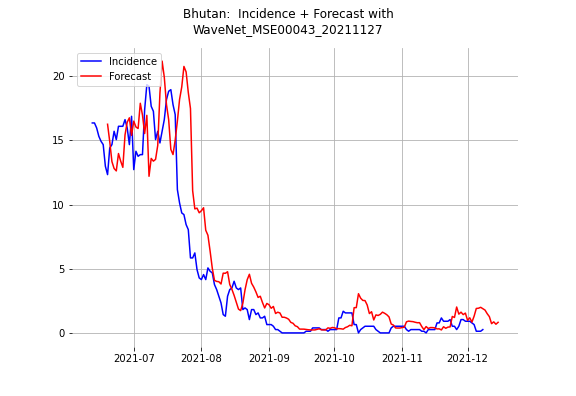 Bhutan:  Incidence + Forecast with
WaveNet_MSE00043_20211127
Incidence
Forecast
20
15
10
5
0
2021-07 2021-08 2021-09 2021-10 2021-11 2021-12